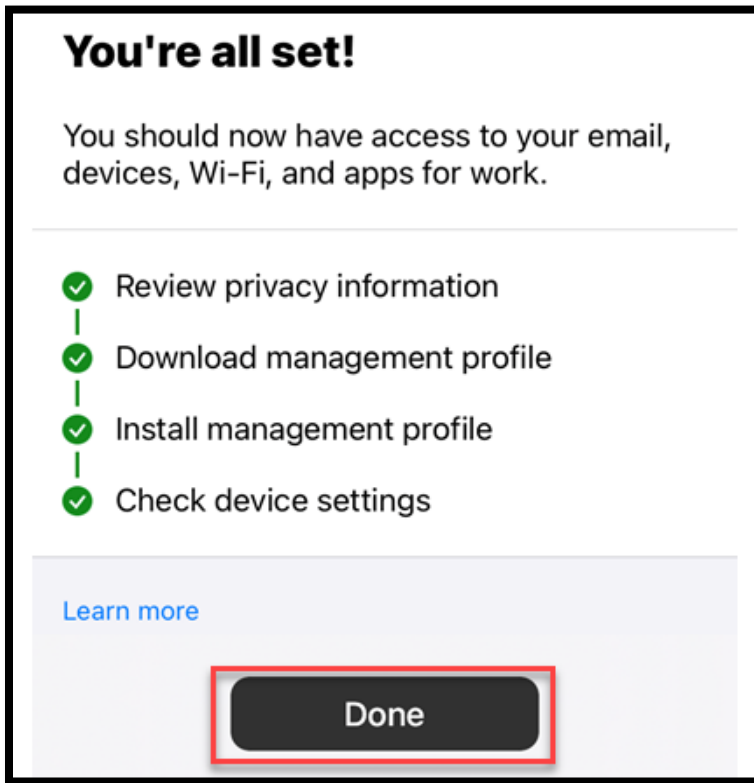 You're all set!
You should now have access to your email,
devices, Wi-Fi, and apps for work.
Review privacy information
Download management profile
Install management profile
Check device settings
Learn more
Done